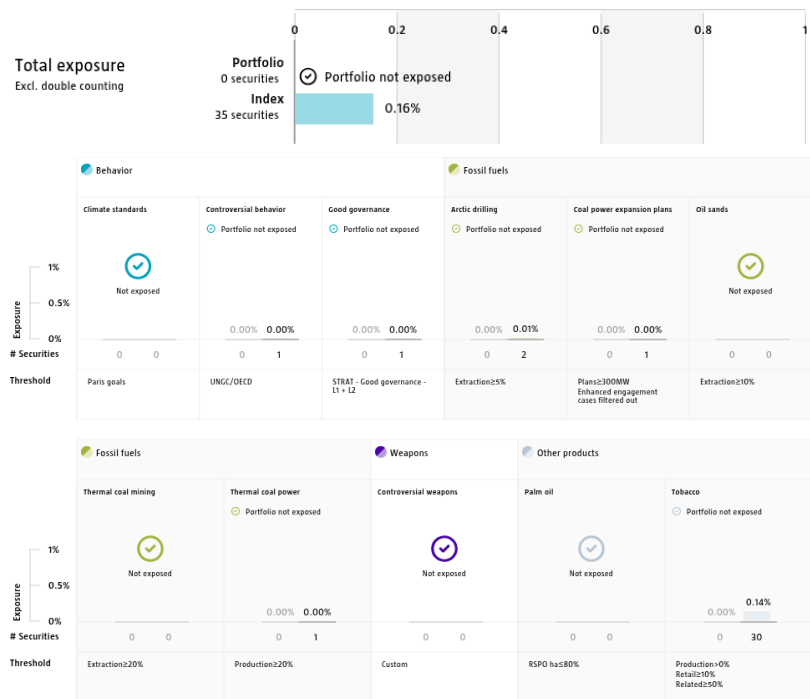 0 0.2 0.4 0.6 0.8 1
Total exposure
Excl. double counting
Portfolio
0 securities
Portfolio not exposed
Index
35 securities
0.16%
Behavior
Fossil fuels
Climate standards
Controversial behavior
Good governance
Arctic drilling
Coal power expansion plans
Oil sands
Portfolio not exposed
Portfolio not exposed
Portfolio not exposed
Portfolio not exposed
Not exposed
Not exposed
Exposure
1%
0.5%
0%
0.00% 0.00%
0.00% 0.00%
0.00% 0.01%
0.00% 0.00%
# Securities
0 0
0 1
0 1
0 2
0 1
0 0
Threshold
Paris goals
UNGC/OECD
STRAT - Good governance -
L1 + L2
Extraction≥5%
Plans≥300MW
Enhanced engagement
cases filtered out
Extraction≥10%
Fossil fuels
Weapons
Other products
Thermal coal mining
Thermal coal power
Controversial weapons
Palm oil
Tobacco
Portfolio not exposed
Portfolio not exposed
Not exposed
Not exposed
Not exposed
Exposure
1%
0.5%
0%
0.00% 0.00%
0.00% 0.14%
# Securities
0 0
0 1
0 0
0 0
0 30
Threshold
Extraction≥20%
Production≥20%
Custom
RSPO ha≤80%
Production>0%
Retail≥10%
Related≥50%